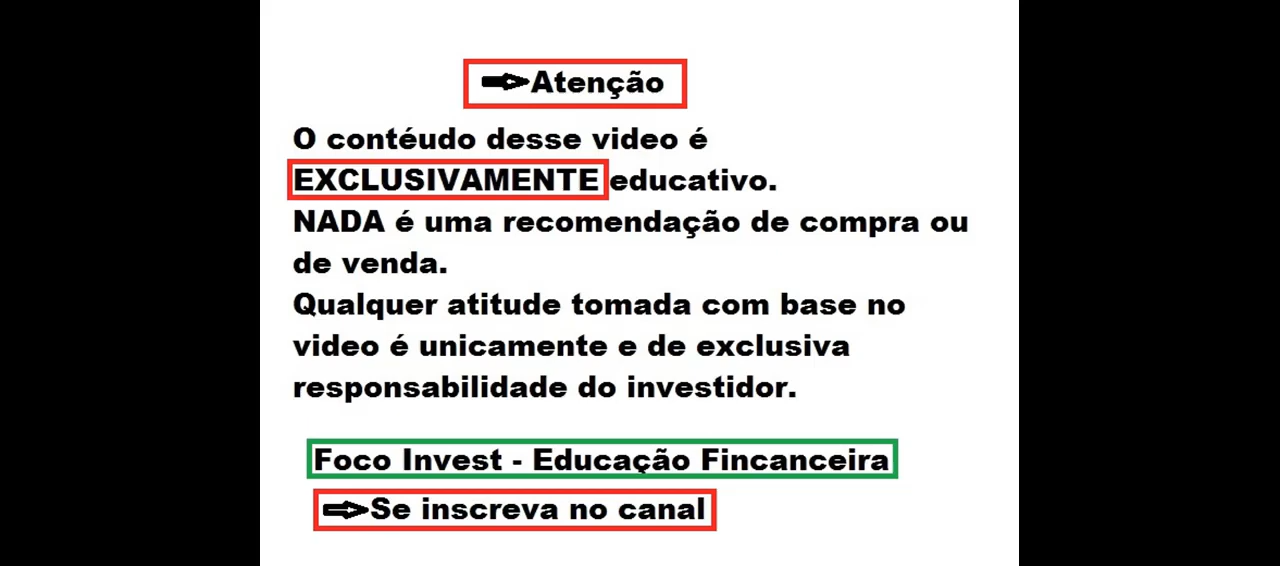 Atenção
O contéudo desse video é
EXCLUSIVAMENTE educativo.
NADA é uma recomendação de compra ou
de venda.
Qualquer atitude tomada com base no
video é unicamente e de exclusiva
responsabilidade do investidor.
Foco Invest - Educação Fincanceira
Se inscreva no canal